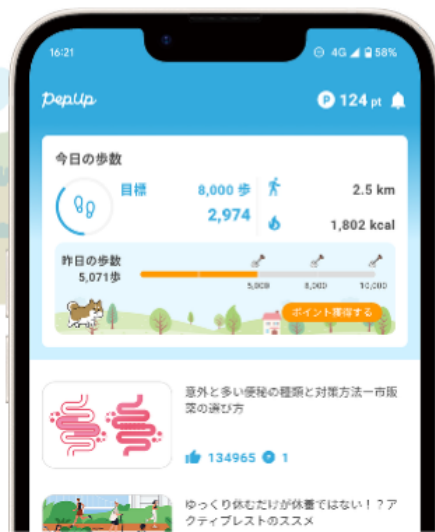 16:21
4G 58%
PepUp
P 124 pt
今日の歩数
目標 8,000 歩
2,974
2.5 km
1,802 kcal
昨日の歩数
5,071歩
5,000 8,000 10,000
ポイント獲得する
意外と多い便秘の種類と対策方法ー市販
薬の選び方
134965 1
ゆっくり休むだけが休養ではない！？ア
クティブレストのススメ